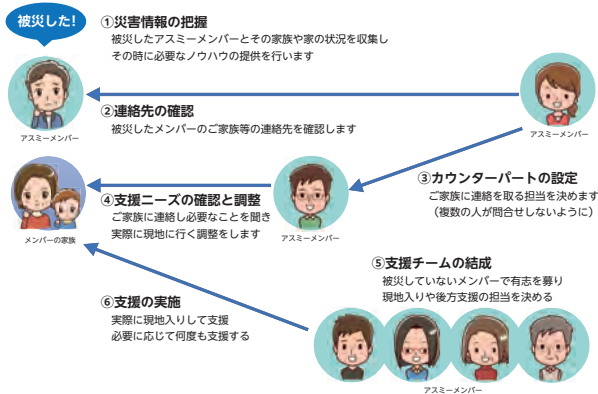 被災した!
①災害情報の把握
被災したアスミーメンバーとその家族や家の状況を収集し
その時に必要なノウハウの提供を行います
アスミーメンバー
アスミーメンバー
②連絡先の確認
被災したメンバーのご家族等の連絡先を確認します
③カウンターパートの設定
ご家族に連絡を取る担当を決めます
(複数の人が問合せしないように)
④支援ニーズの確認と調整
ご家族に連絡し必要なことを聞き
実際に現地に行く調整をします
メンバーの家族
アスミーメンバー
⑤支援チームの結成
被災していないメンバーで有志を募り
現地入りや後方支援の担当を決める
⑥支援の実施
実際に現地入りして支援
必要に応じて何度も支援する
アスミーメンバー